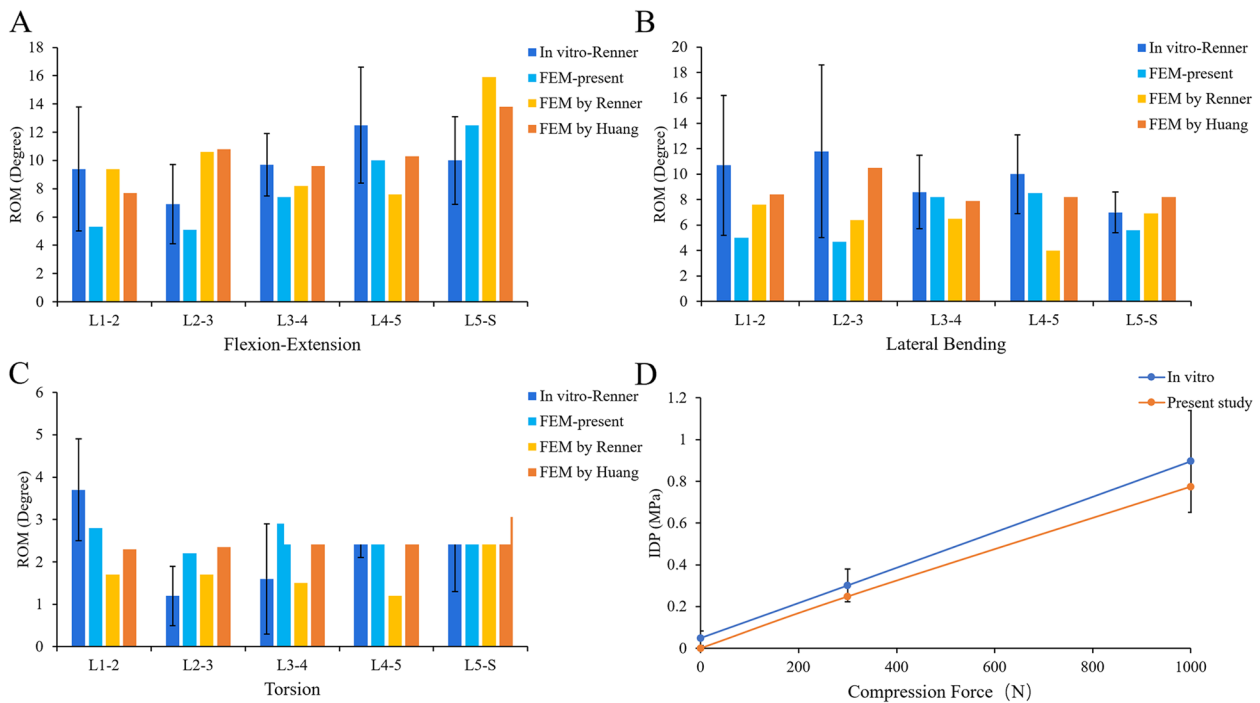 A
ROM (Degree)
18
16
14
12
10
8
6
4
2
0
L1-2 L2-3 L3-4 L4-5 L5-S
Flexion-Extension
In vitro-Renner
FEM-present
FEM by Renner
FEM by Huang
B
ROM (Degree)
20
18
16
14
12
10
8
6
4
2
0
L1-2 L2-3 L3-4 L4-5 L5-S
Lateral Bending
In vitro-Renner
FEM-present
FEM by Renner
FEM by Huang
C
ROM (Degree)
6
5
4
3
2
1
0
L1-2 L2-3 L3-4 L4-5 L5-S
Torsion
In vitro-Renner
FEM-present
FEM by Renner
FEM by Huang
D
IDP (MPa)
1.2
1
0.8
0.6
0.4
0.2
0
0 200 400 600 800 1000
Compression Force（N）
In vitro
Present study